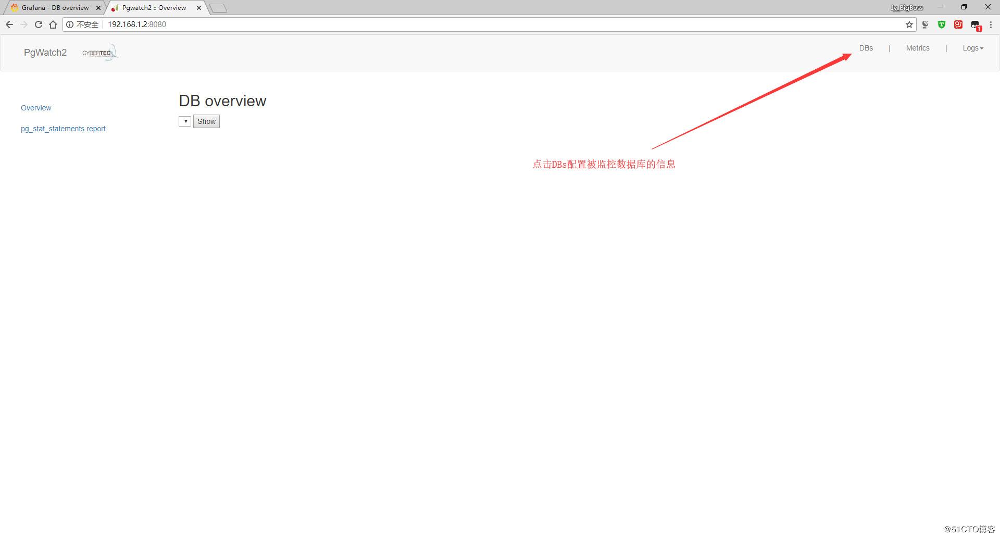 Grafana - DB overview
Pgwatch2 :: Overview
Jy_BigBoss
不安全
192.168.1.2:8080
1
PgWatch2
CYBERTEC
DBs | Metrics | Logs
DB overview
Overview
Show
pg_stat_statements report
点击DBs配置被监控数据库的信息
@51CTO博客